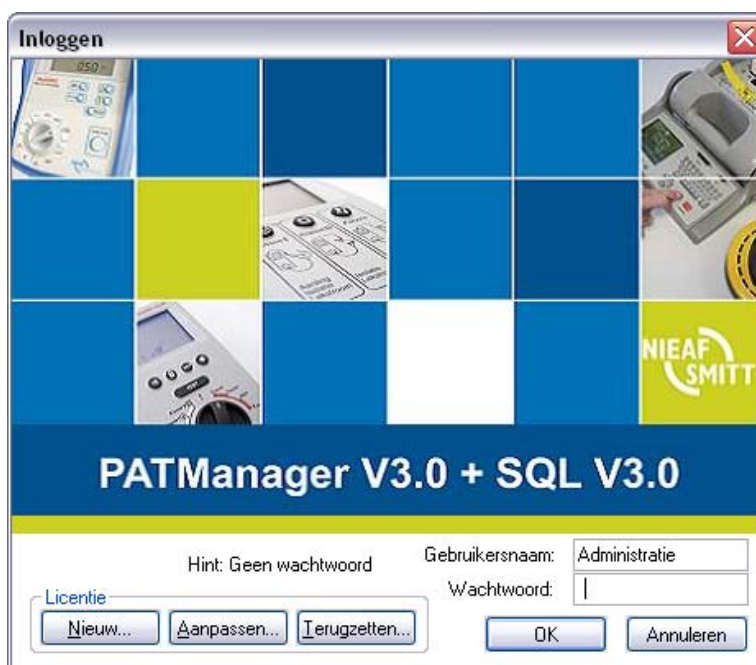 Inloggen
NIEAF
SMITT
PATManager V3.0 + SQL V3.0
Hint: Geen wachtwoord
Gebruikersnaam: Administratie
Wachtwoord:
Licentie
Nieuw... Aanpassen... Terugzetten...
OK Annuleren